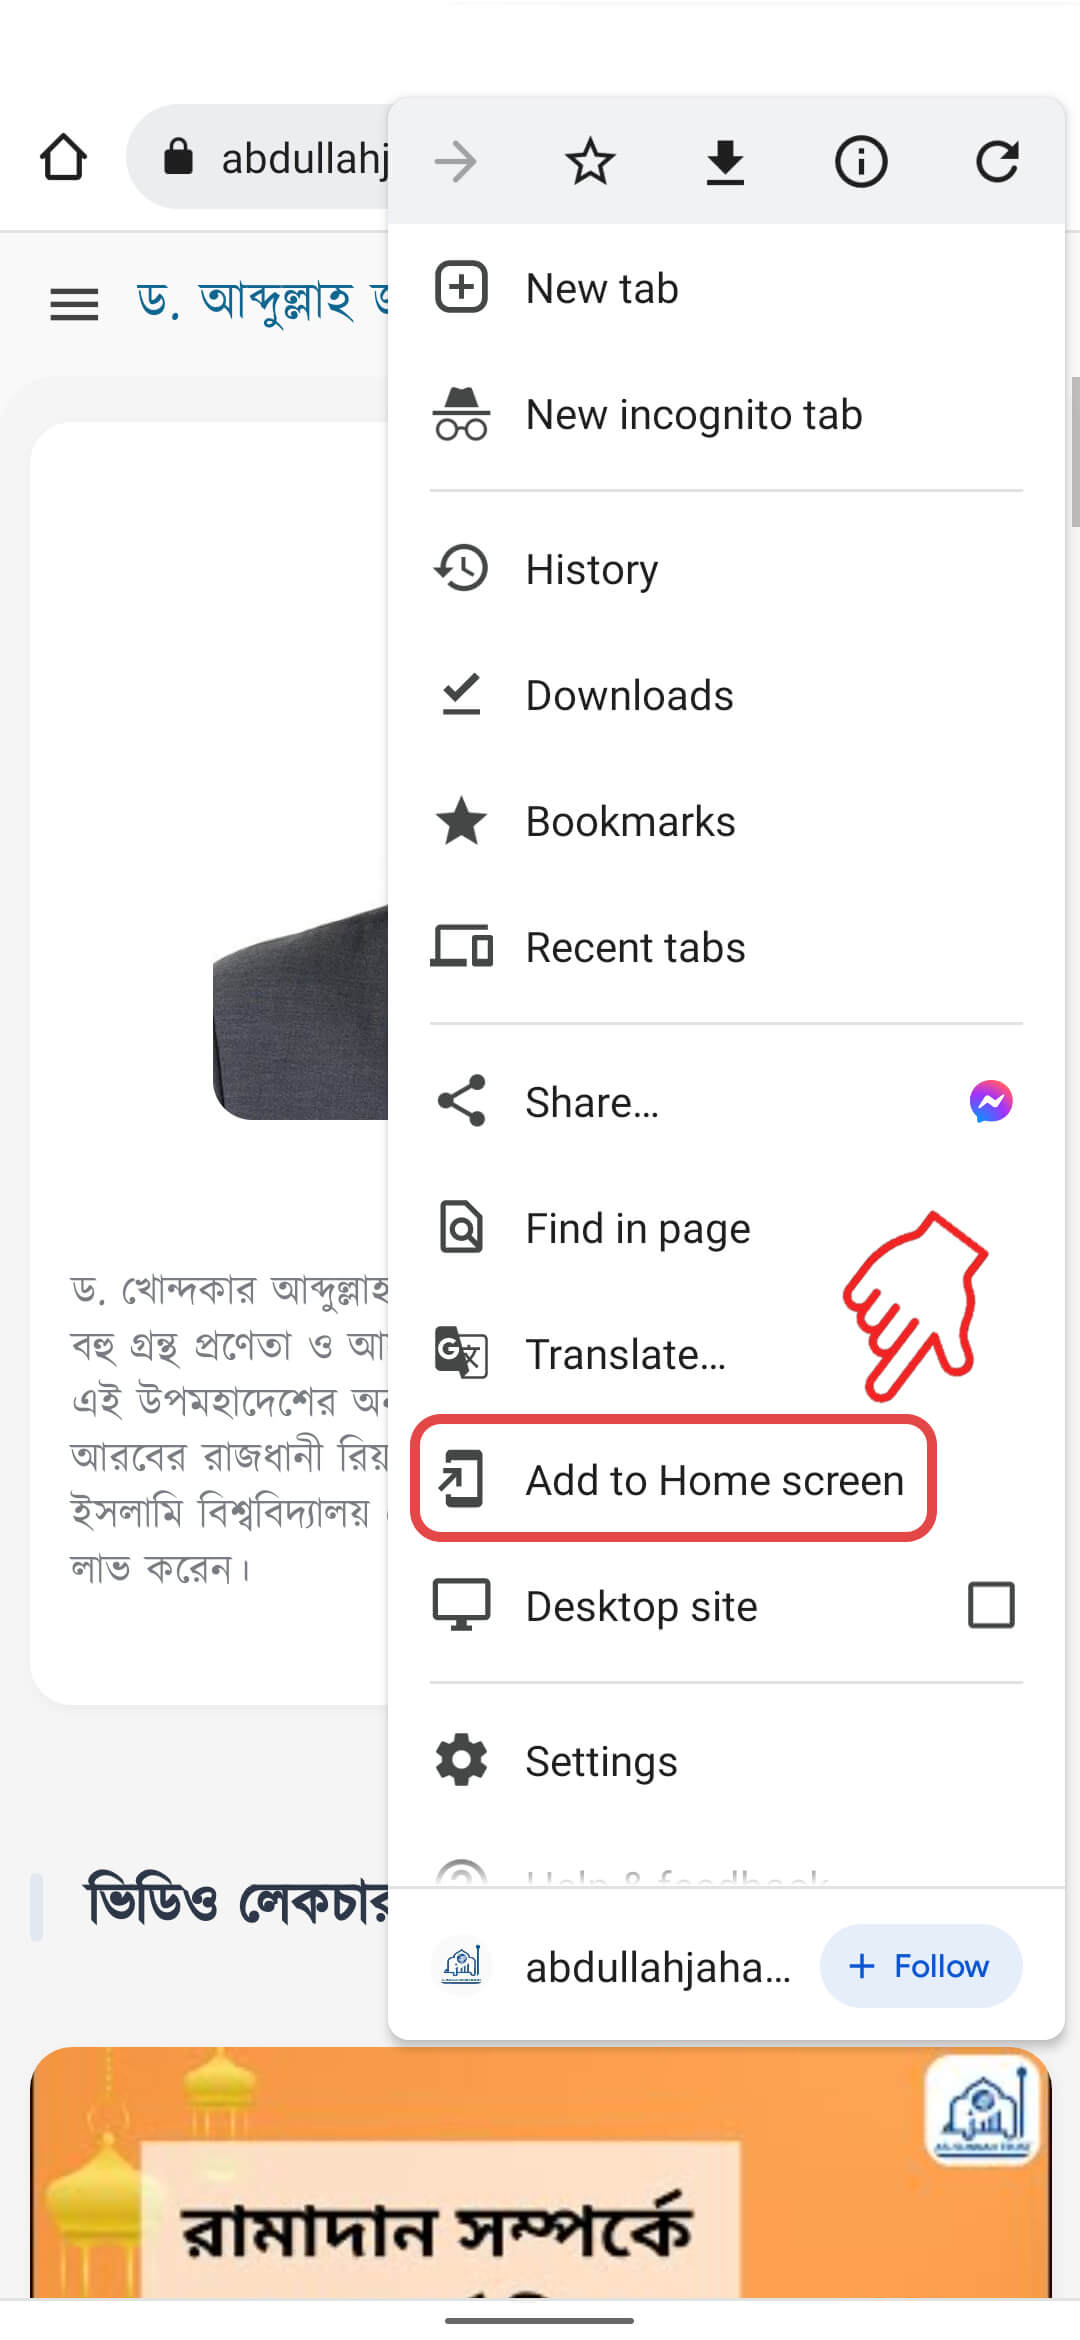 abdullahj
ড. আব্দুল্লাহ
New tab
New incognito tab
History
Downloads
Bookmarks
Recent tabs
Share...
Find in page
Translate...
Add to Home screen
Desktop site
Settings
Help & feedback
abdullahjaha...
+ Follow
ড. খোন্দকার আব্দুল্লাহ
বহু গ্রন্থ প্রণেতা ও
এই উপমহাদেশের
আরবের রাজধানী
ইসলামি বিশ্ববিদ্যালয়
লাভ করেন।
ভিডিও লেকচার
রামাদান সম্পর্কে